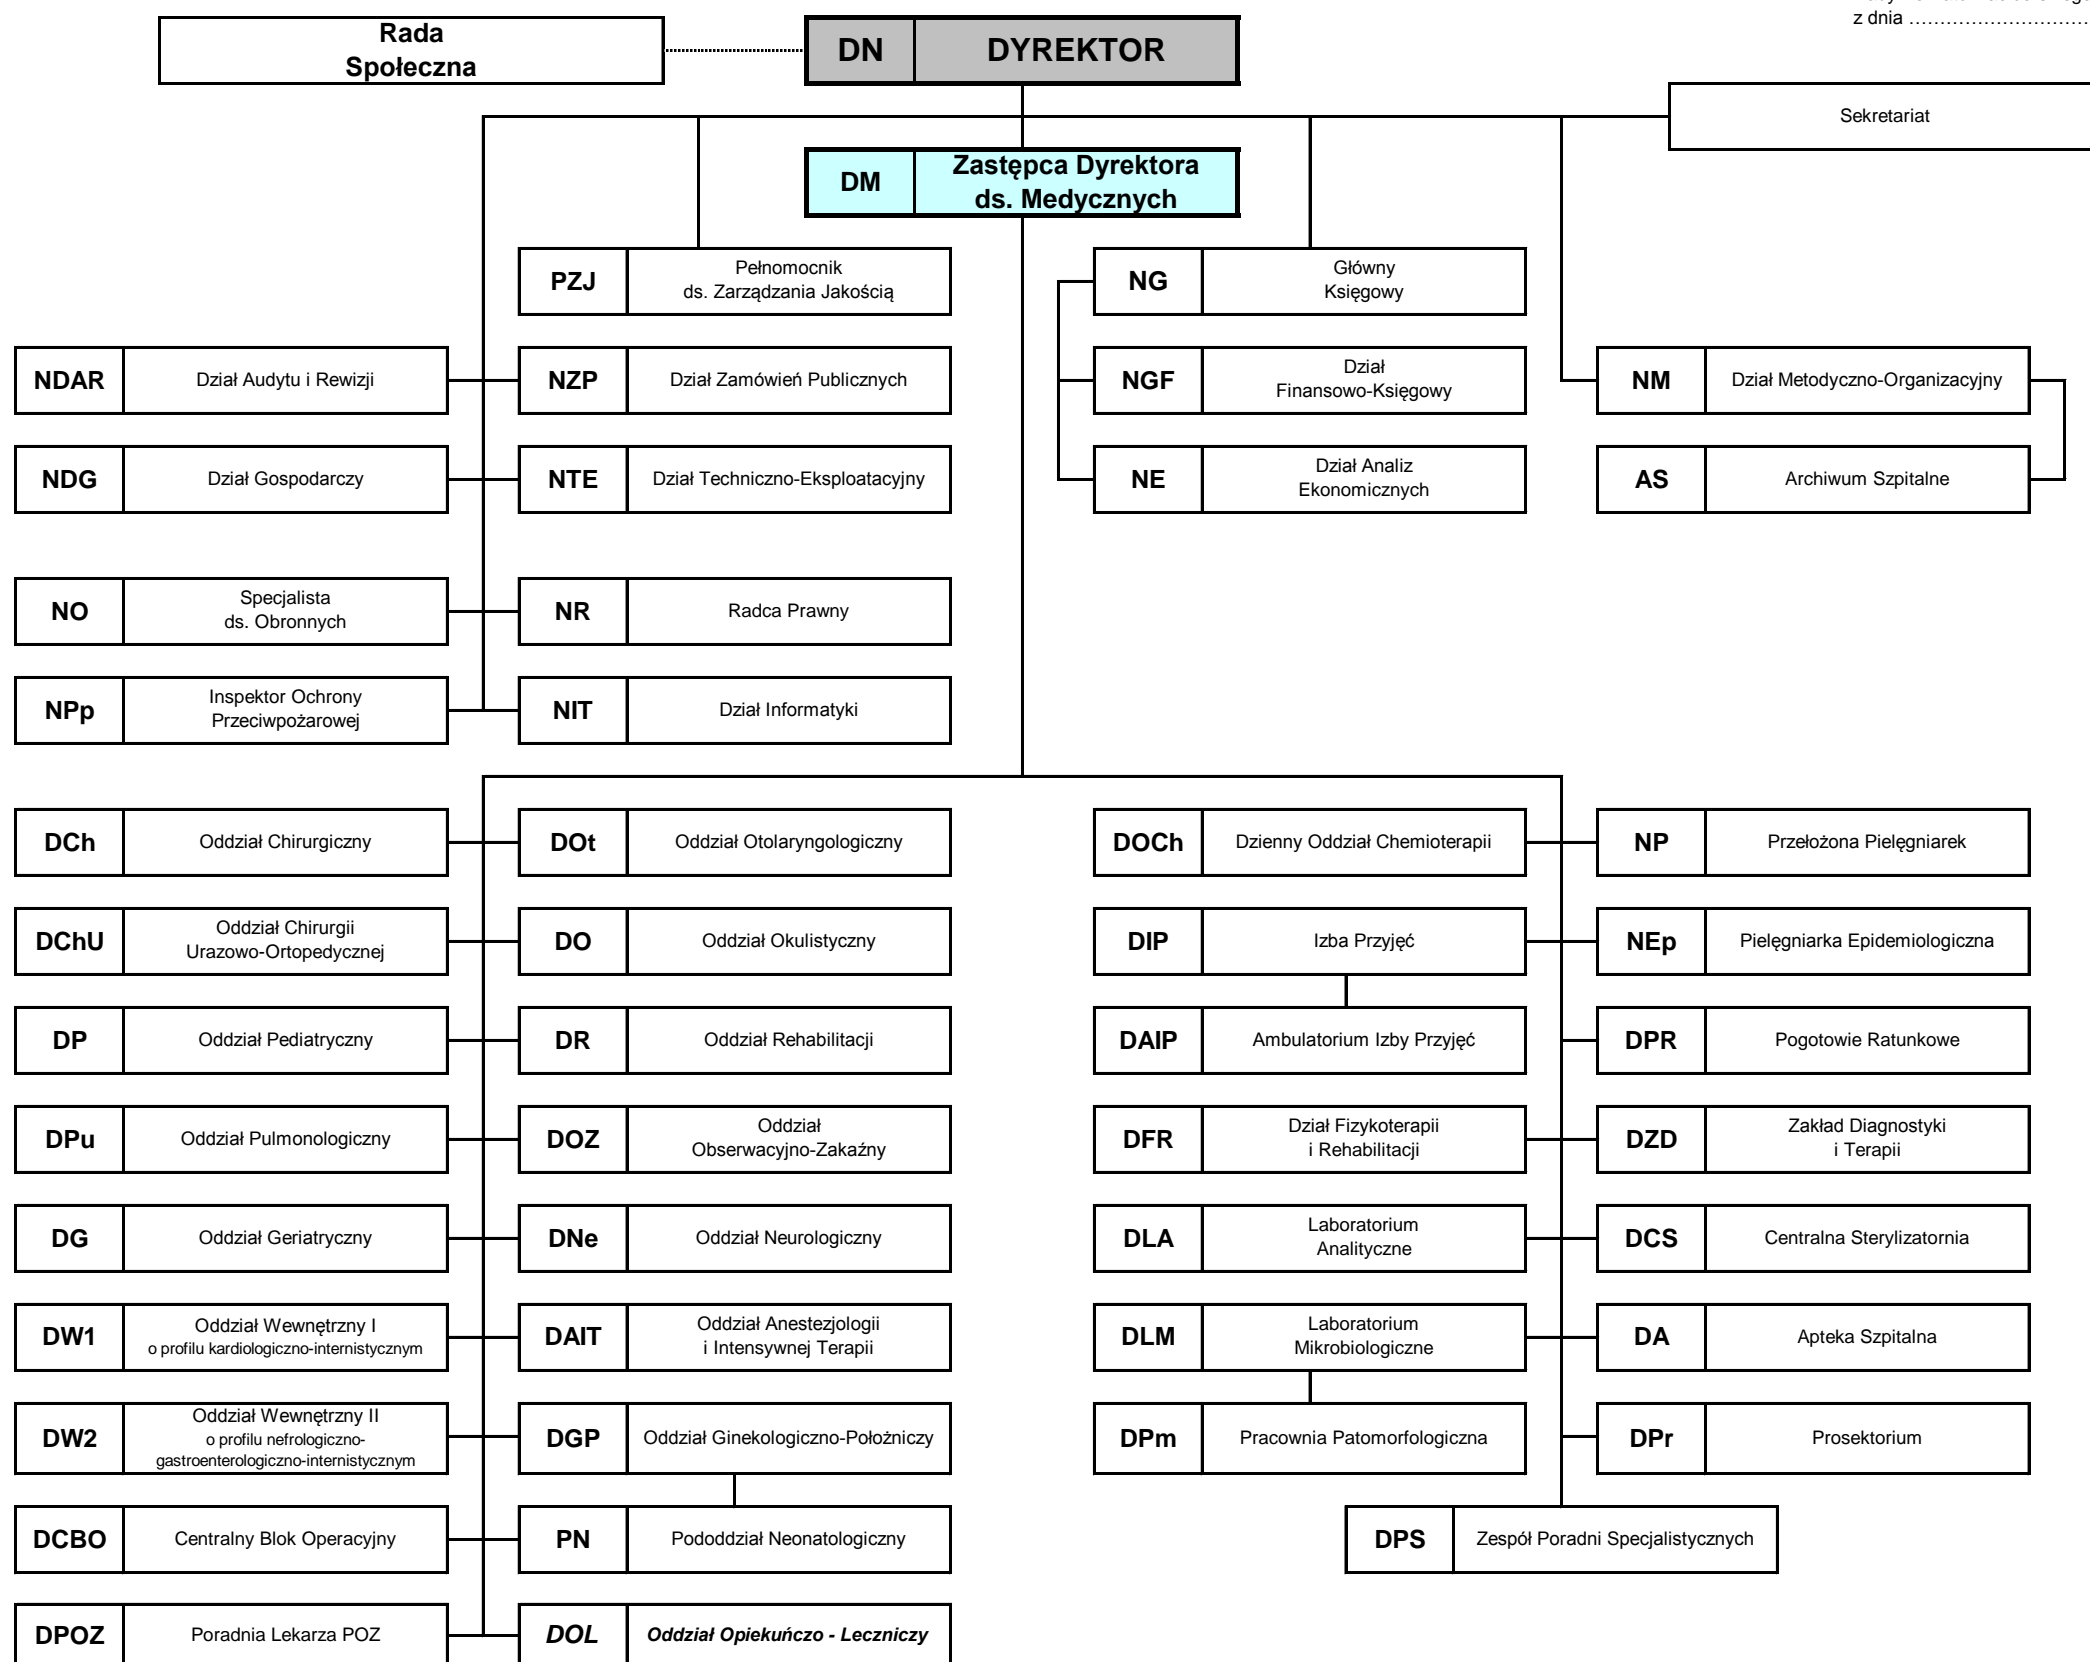 z dnia ……………………………
Rada
Społeczna
DN DYREKTOR
Sekretariat
DM Zastępca Dyrektora
ds. Medycznych
PZJ Pełnomocnik
ds. Zarządzania Jakością
NG Główny
Księgowy
NDAR Dział Audytu i Rewizji
NZP Dział Zamówień Publicznych
NGF Dział
Finansowo-Księgowy
NM Dział Metodyczno-Organizacyjny
NDG Dział Gospodarczy
NTE Dział Techniczno-Eksploatacyjny
NE Dział Analiz
Ekonomicznych
AS Archiwum Szpitalne
NO Specjalista
ds. Obronnych
NR Radca Prawny
NPp Inspektor Ochrony
Przeciwpożarowej
NIT Dział Informatyki
DCh Oddział Chirurgiczny
DOt Oddział Otolaryngologiczny
DOCh Dzienny Oddział Chemioterapii
NP Przełożona Pielęgniarek
DChU Oddział Chirurgii
Urazowo-Ortopedycznej
DO Oddział Okulistyczny
DIP Izba Przyjęć
NEp Pielęgniarka Epidemiologiczna
DP Oddział Pediatryczny
DR Oddział Rehabilitacji
DAIP Ambulatorium Izby Przyjęć
DPR Pogotowie Ratunkowe
DPu Oddział Pulmonologiczny
DOZ Oddział
Obserwacyjno-Zakaźny
DFR Dział Fizykoterapii
i Rehabilitacji
DZD Zakład Diagnostyki
i Terapii
DG Oddział Geriatryczny
DNe Oddział Neurologiczny
DLA Laboratorium
Analityczne
DCS Centralna Sterylizatornia
DW1 Oddział Wewnętrzny I
o profilu kardiologiczno-internistycznym
DAIT Oddział Anestezjologii
i Intensywnej Terapii
DLM Laboratorium
Mikrobiologiczne
DA Apteka Szpitalna
DW2 Oddział Wewnętrzny II
o profilu nefrologiczno-
gastroenterologiczno-internistycznym
DGP Oddział Ginekologiczno-Położniczy
DPm Pracownia Patomorfologiczna
DPr Prosektorium
DCBO Centralny Blok Operacyjny
PN Pododdział Neonatologiczny
DPS Zespół Poradni Specjalistycznych
DPOZ Poradnia Lekarza POZ
DOL Oddział Opiekuńczo - Leczniczy